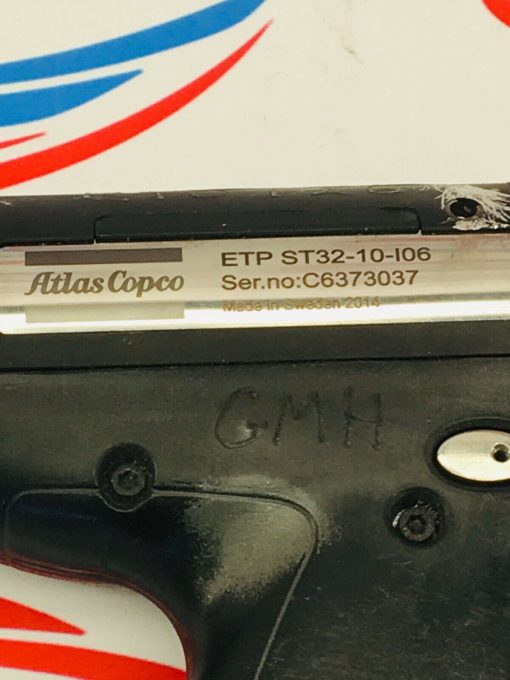 Atlas Copco
ETP ST32-10-I06
Ser.no:C6373037
Made in Sweden 2014
GMH